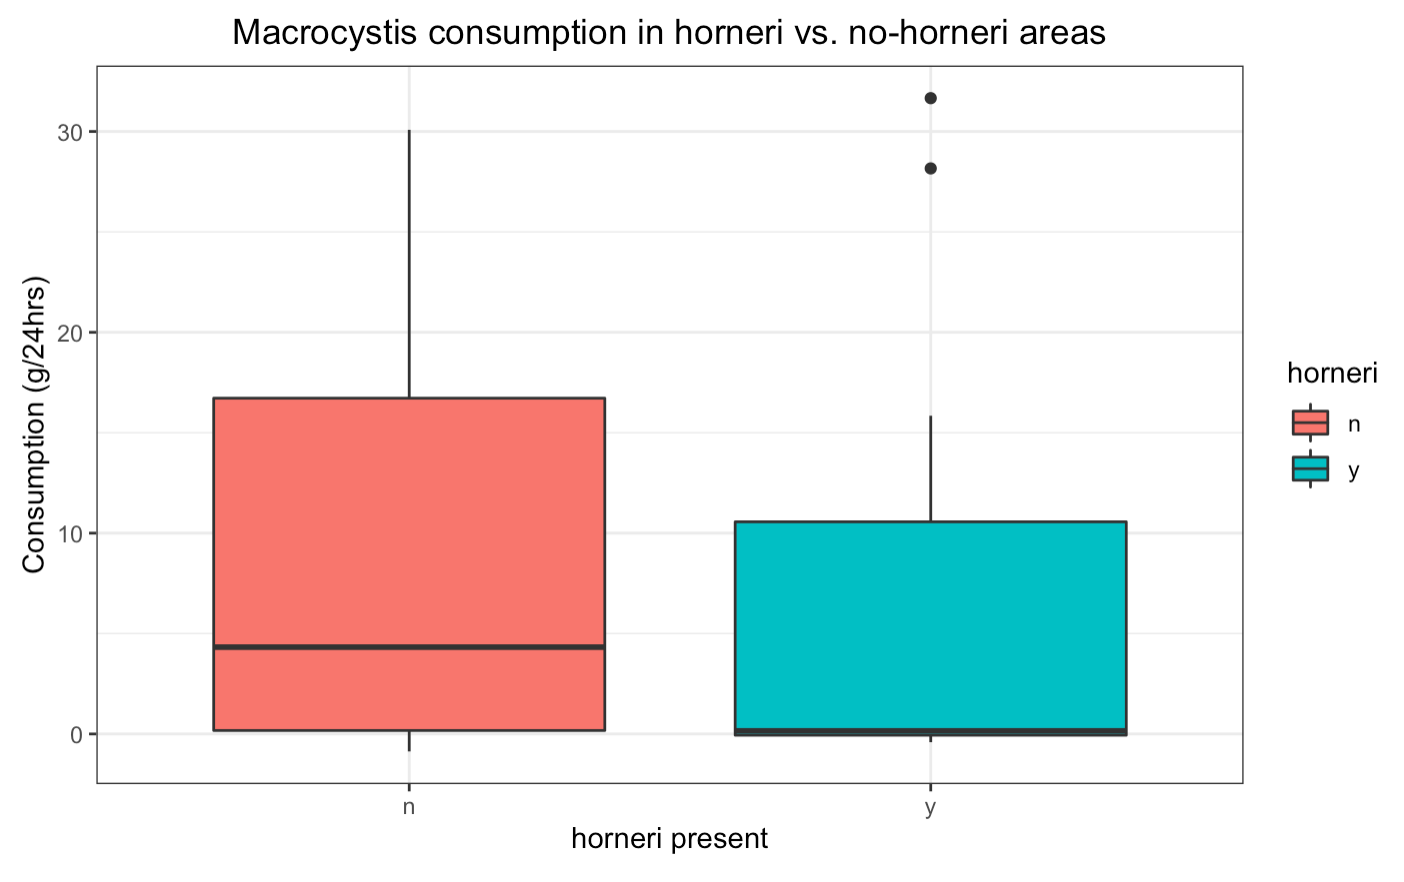 Macrocystis consumption in horneri vs. no-horneri areas
Consumption (g/24hrs)
30
20
10
0
n
y
horneri present
horneri
n
y